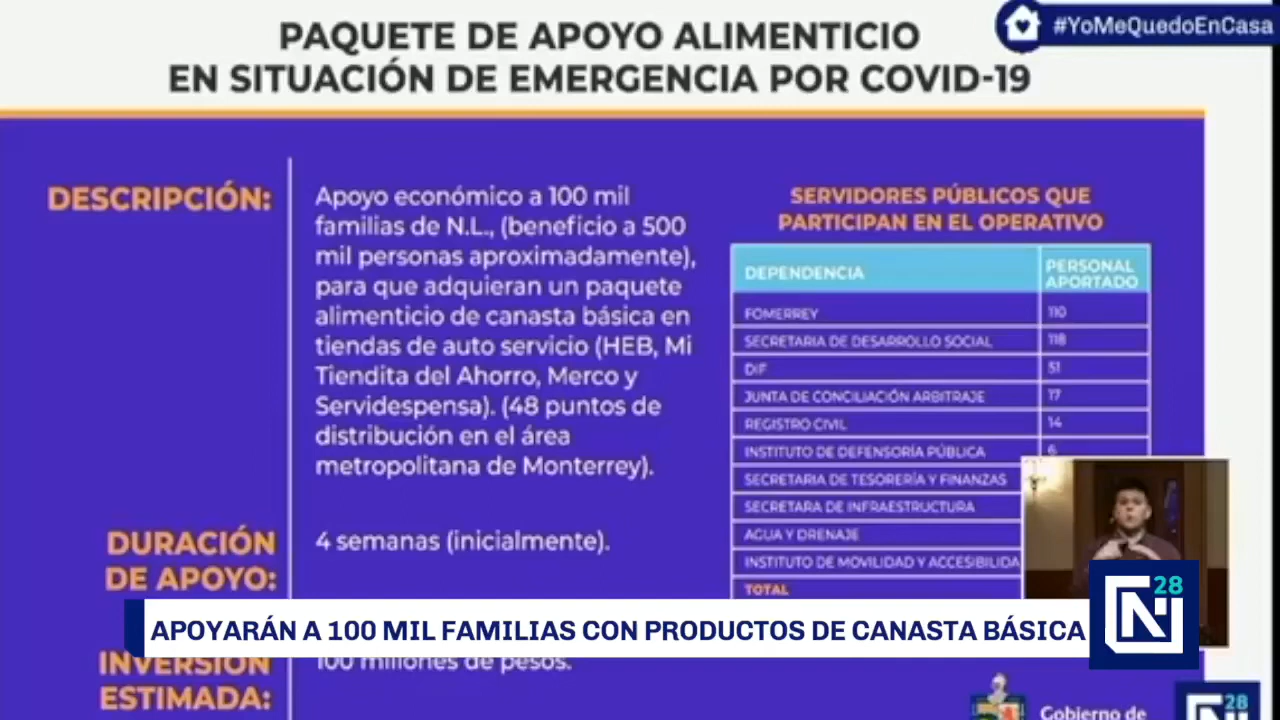 PAQUETE DE APOYO ALIMENTICIO
EN SITUACIÓN DE EMERGENCIA POR COVID-19
#YoMeQuedoEnCasa
DESCRIPCIÓN:
Apoyo económico a 100 mil
familias de N.L., (beneficio a 500
mil personas aproximadamente),
para que adquieran un paquete
alimenticio de canasta básica en
tiendas de auto servicio (HEB, Mi
Tiendita del Ahorro, Merco y
Servidespensa). (48 puntos de
distribución en el área
metropolitana de Monterrey).
DURACIÓN
DE APOYO:
4 semanas (inicialmente).
INVERSIÓN
ESTIMADA:
100 millones de pesos.
SERVIDORES PÚBLICOS QUE
PARTICIPAN EN EL OPERATIVO
DEPENDENCIA PERSONAL APORTADO
FOMERREY 110
SECRETARIA DE DESARROLLO SOCIAL 118
DIF 51
JUNTA DE CONCILIACIÓN ARBITRAJE 17
REGISTRO CIVIL 14
INSTITUTO DE DEFENSORÍA PÚBLICA 6
SECRETARIA DE TESORERÍA Y FINANZAS
SECRETARA DE INFRAESTRUCTURA
AGUA Y DRENAJE
INSTITUTO DE MOVILIDAD Y ACCESIBILIDA
TOTAL
APOYARÁN A 100 MIL FAMILIAS CON PRODUCTOS DE CANASTA BÁSICA
N 28
Gobierno de
N 28